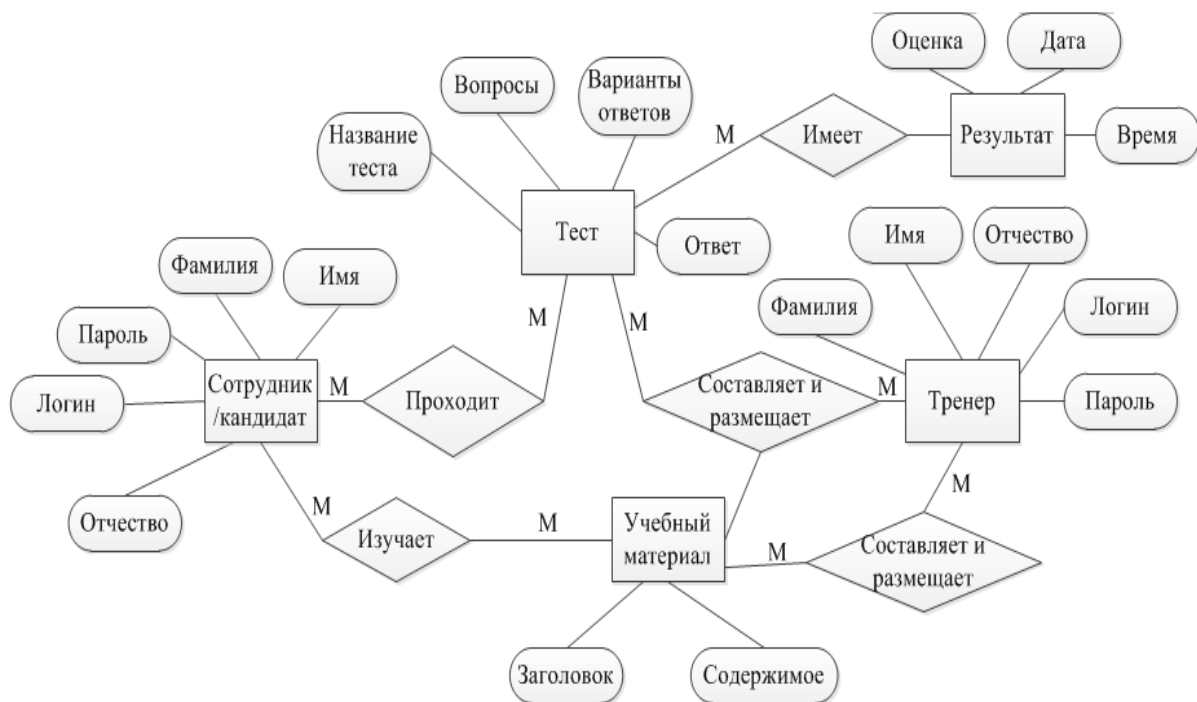 Оценка
Дата
Вопросы
Варианты
ответов
Название
теста
М
Имеет
Результат
Время
Тест
Ответ
Имя
Отчество
Фамилия
Имя
Фамилия
Логин
Пароль
М
М
Сотрудник
/кандидат
М
Проходит
Составляет и
размещает
М
Тренер
Пароль
Логин
Отчество
М
Изучает
М
Учебный
материал
М
М
Составляет и
размещает
Заголовок
Содержимое